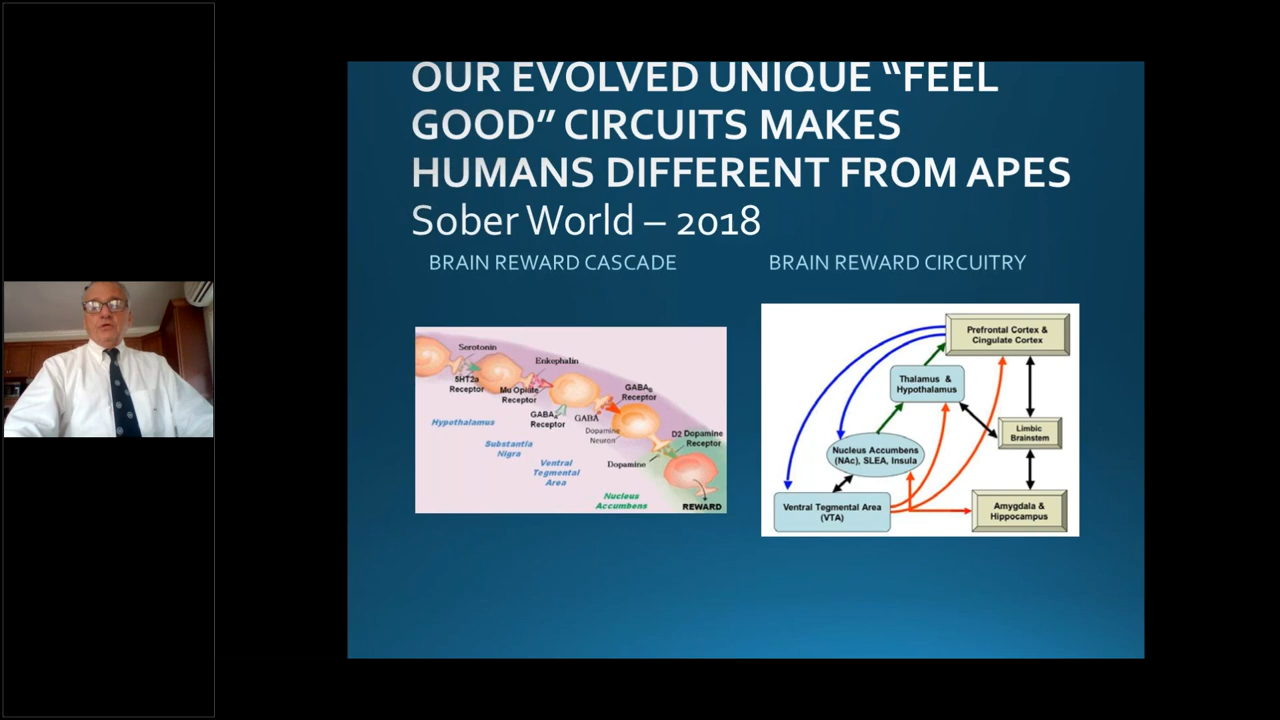 OUR EVOLVED UNIQUE “FEEL
GOOD” CIRCUITS MAKES
HUMANS DIFFERENT FROM APES
Sober World – 2018
BRAIN REWARD CASCADE
BRAIN REWARD CIRCUITRY
Serotonin
Enkephalin
5HT2a
Receptor
Mu Opiate
Receptor
GABAB
Receptor
GABAA
Receptor
GABA
Dopamine
Neuron
Hypothalamus
Substantia
Nigra
D2 Dopamine
Receptor
Ventral
Tegmental
Area
Dopamine
Nucleus
Accumbens
REWARD
Prefrontal Cortex &
Cingulate Cortex
Thalamus &
Hypothalamus
Limbic
Brainstem
Nucleus Accumbens
(NAc), SLEA, Insula
Ventral Tegmental Area
(VTA)
Amygdala &
Hippocampus